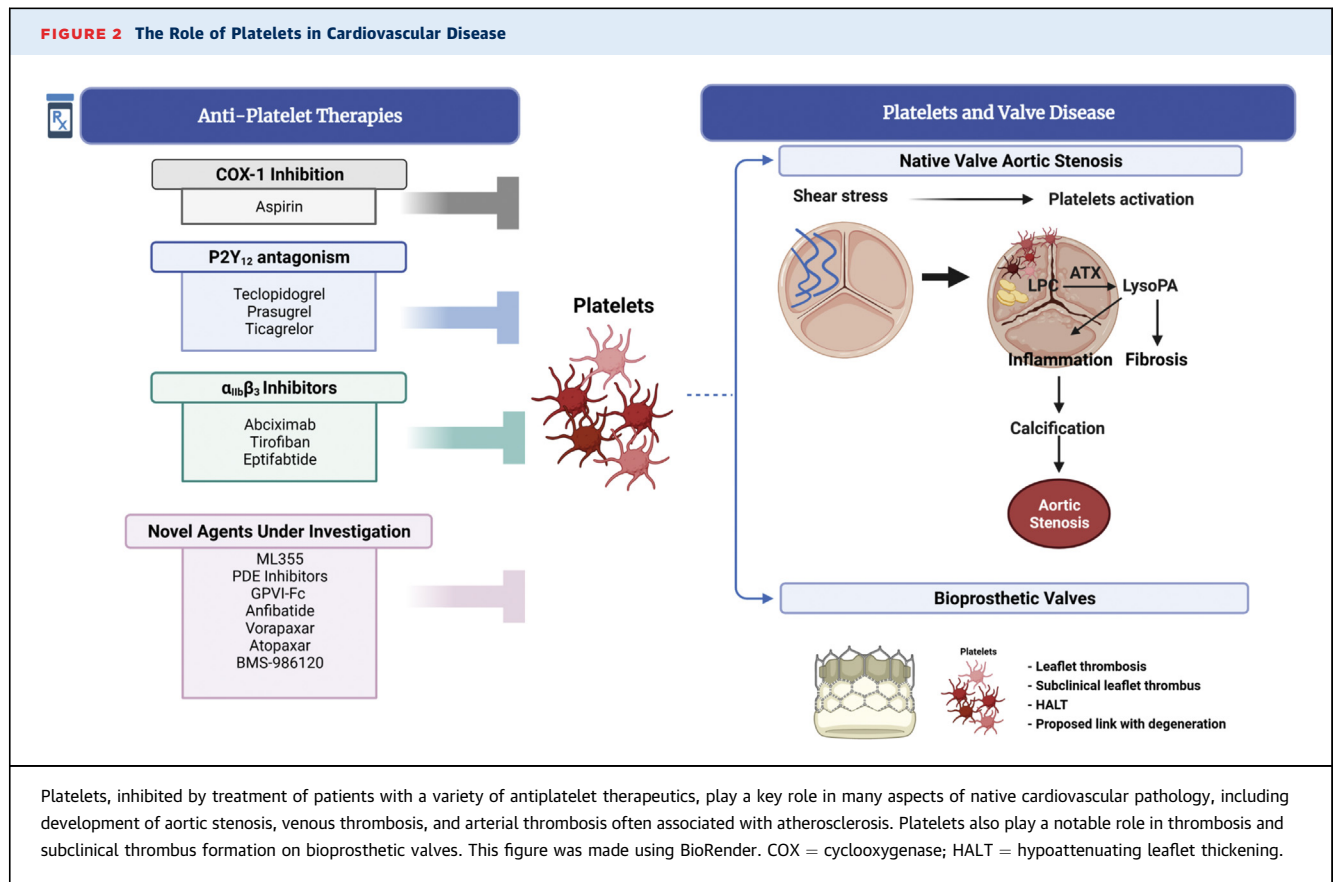 FIGURE 2 The Role of Platelets in Cardiovascular Disease
Rx
Anti-Platelet Therapies
COX-1 Inhibition
Aspirin
P2Y₁₂ antagonism
Teclopidogrel
Prasugrel
Ticagrelor
αIIbβ₃ Inhibitors
Abciximab
Tirofiban
Eptifabtide
Novel Agents Under Investigation
ML355
PDE Inhibitors
GPVI-Fc
Anfibatide
Vorapaxar
Atopaxar
BMS-986120
Platelets
Platelets and Valve Disease
Native Valve Aortic Stenosis
Shear stress
Platelets activation
LPC
ATX
LysoPA
Inflammation
Fibrosis
Calcification
Aortic
Stenosis
Bioprosthetic Valves
Platelets
- Leaflet thrombosis
- Subclinical leaflet thrombus
- HALT
- Proposed link with degeneration
Platelets, inhibited by treatment of patients with a variety of antiplatelet therapeutics, play a key role in many aspects of native cardiovascular pathology, including
development of aortic stenosis, venous thrombosis, and arterial thrombosis often associated with atherosclerosis. Platelets also play a notable role in thrombosis and
subclinical thrombus formation on bioprosthetic valves. This figure was made using BioRender. COX = cyclooxygenase; HALT = hypoattenuating leaflet thickening.